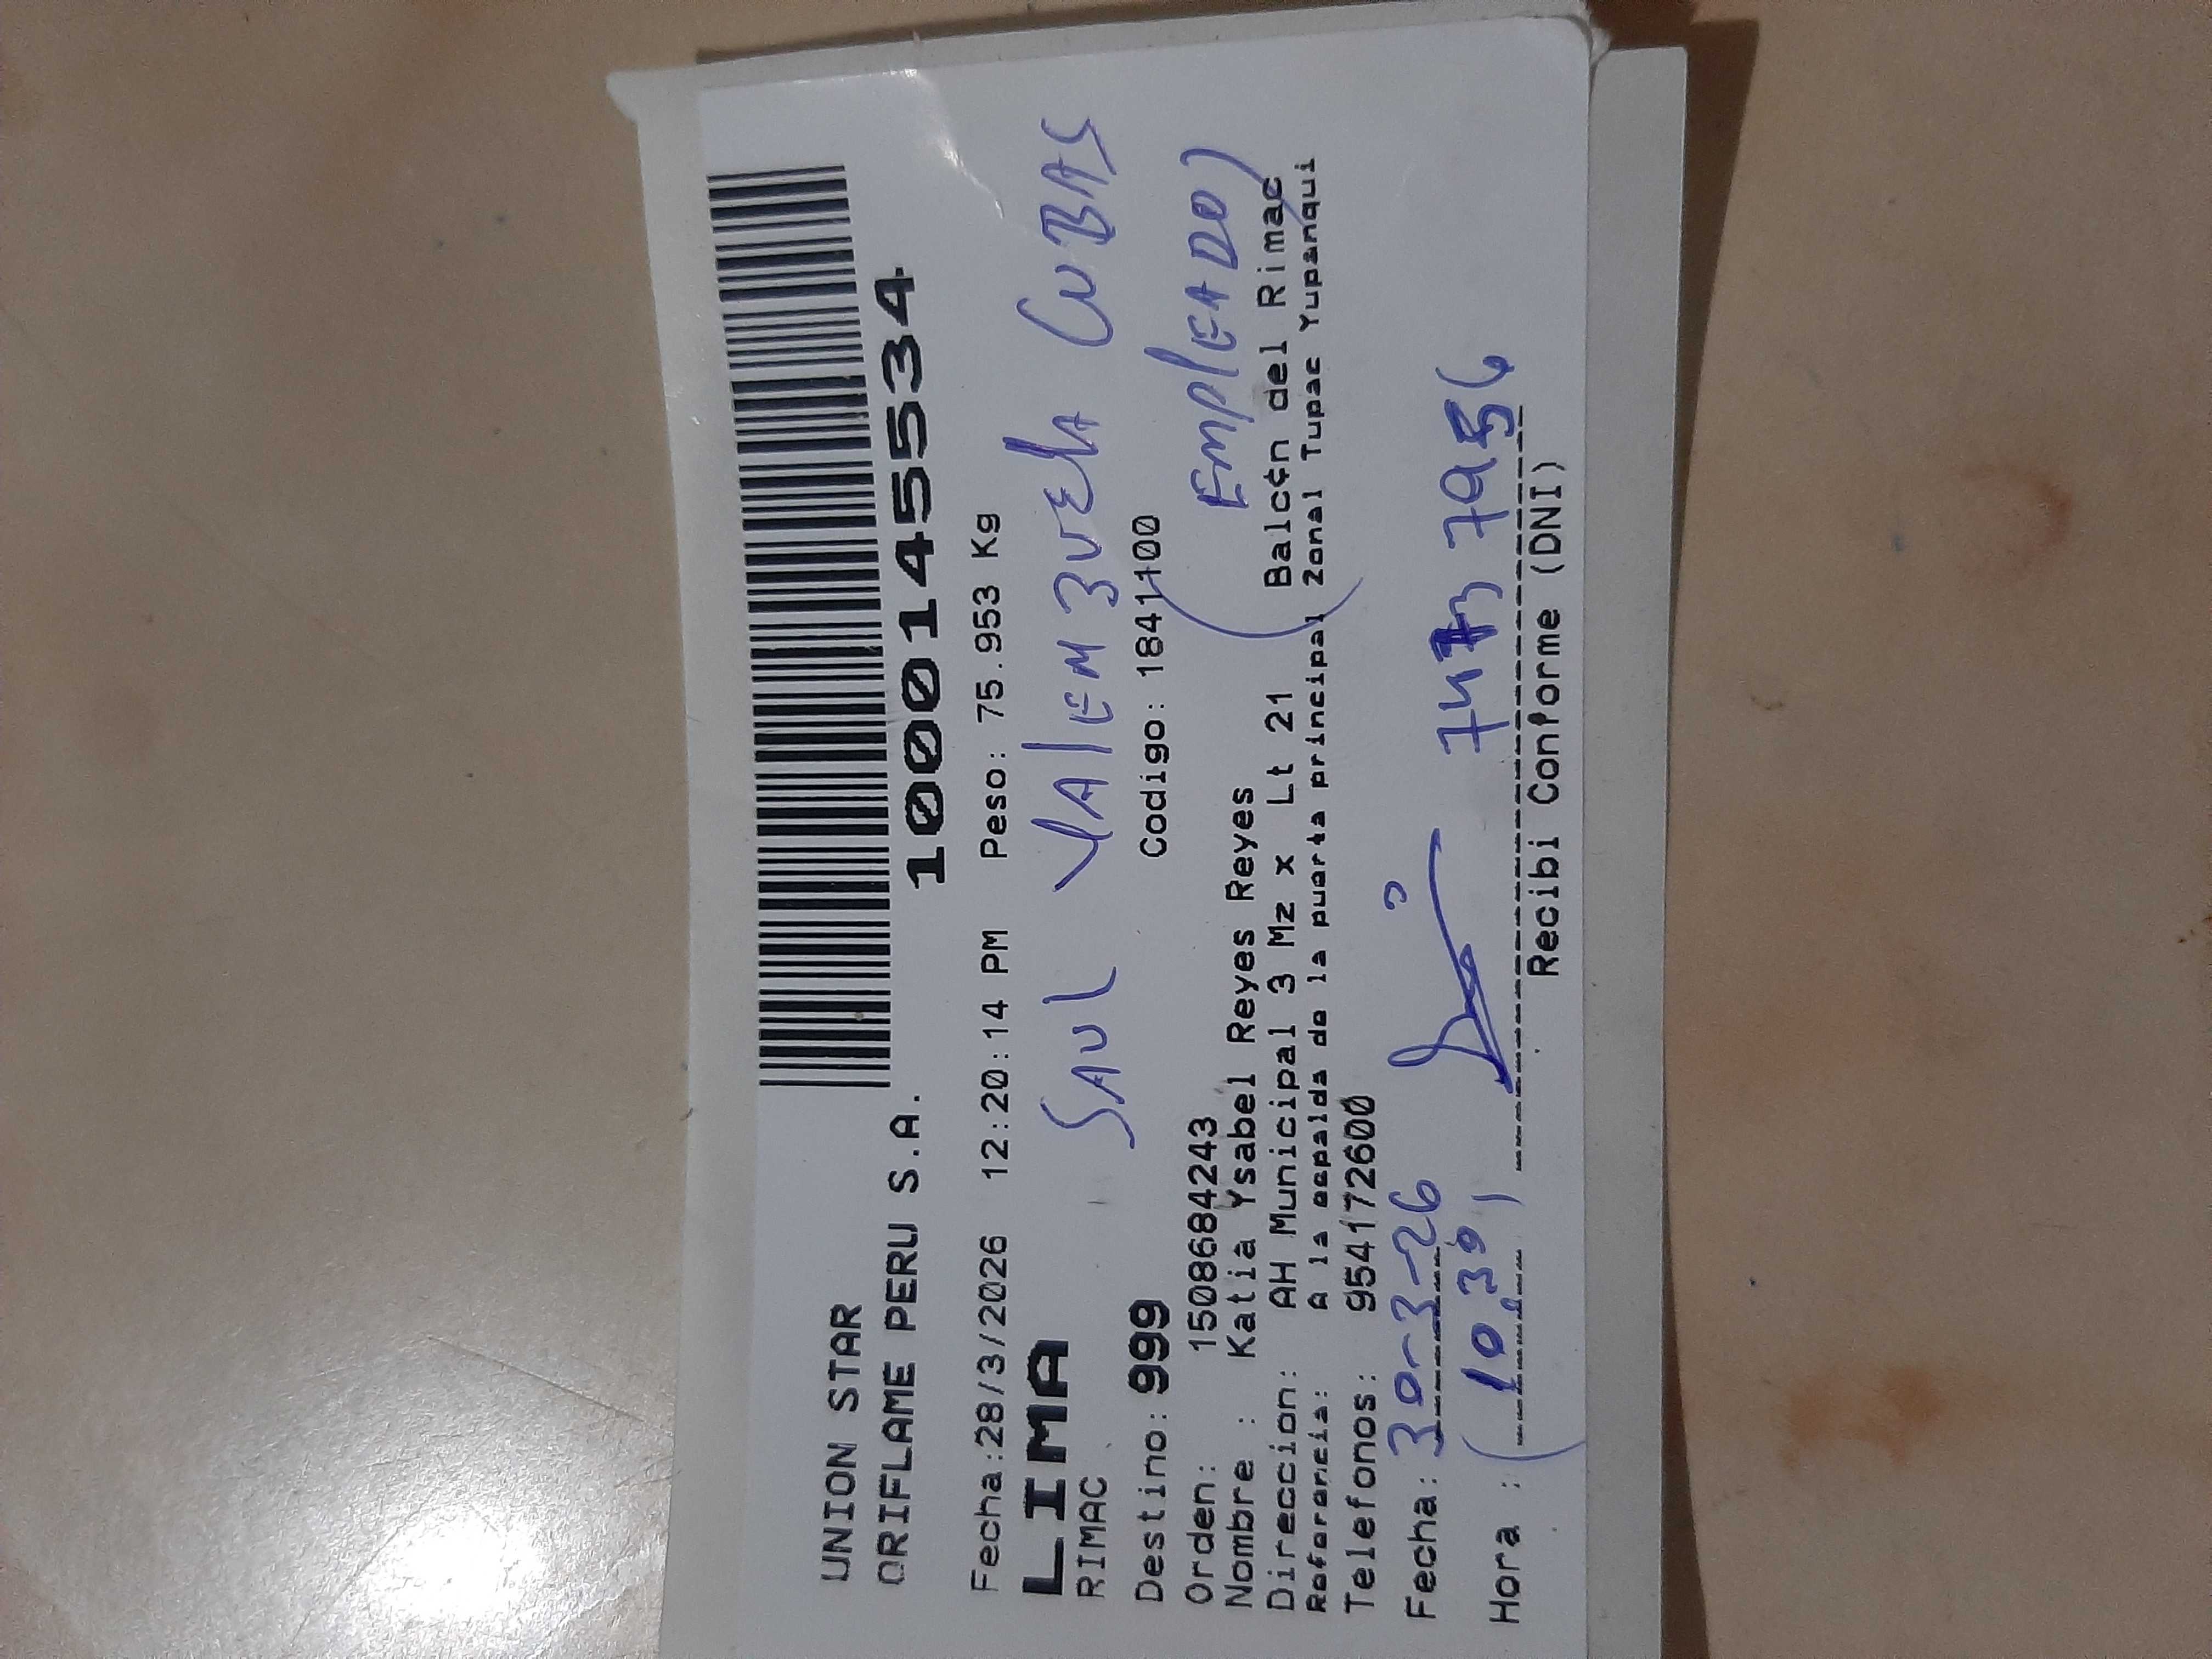 UNION STAR
ORIFLAME PERU S.A. 1000145534
Fecha:28/3/2026 12:20:14 PM Peso: 75.953 Kg
LIMA
RIMAC
SAUL VALENZUELA CUBAS
Destino: 999 Codigo: 1841100
(EmplEADO)
Orden: 1508684243
Nombre : Katia Ysabel Reyes Reyes
Direccion: AH Municipal 3 Mz x Lt 21 Balc¢n del Rimac
Referencia: A la espalda de la puerta principal Zonal Tupac Yupanqui
Telefonos: 954172600
Fecha: 30-3-26
Hora : 10:30
Recibi Conforme (DNI)